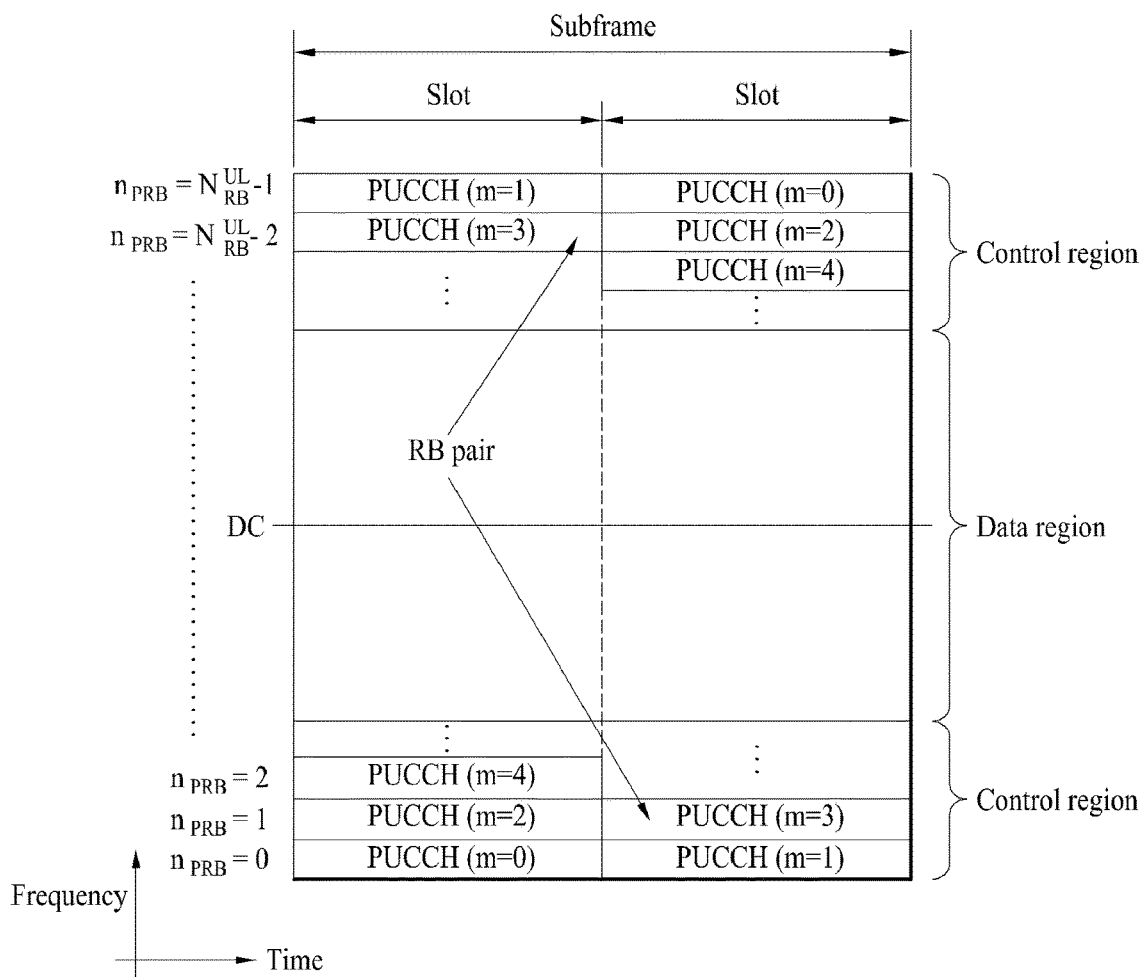 Subframe
Slot Slot
n PRB = N UL RB -1 PUCCH (m=1) PUCCH (m=0)
n PRB = N UL RB - 2 PUCCH (m=3) PUCCH (m=2)
PUCCH (m=4)
Control region
RB pair
DC
Data region
n PRB = 2 PUCCH (m=4)
n PRB = 1 PUCCH (m=2) PUCCH (m=3)
n PRB = 0 PUCCH (m=0) PUCCH (m=1)
Control region
Frequency
Time